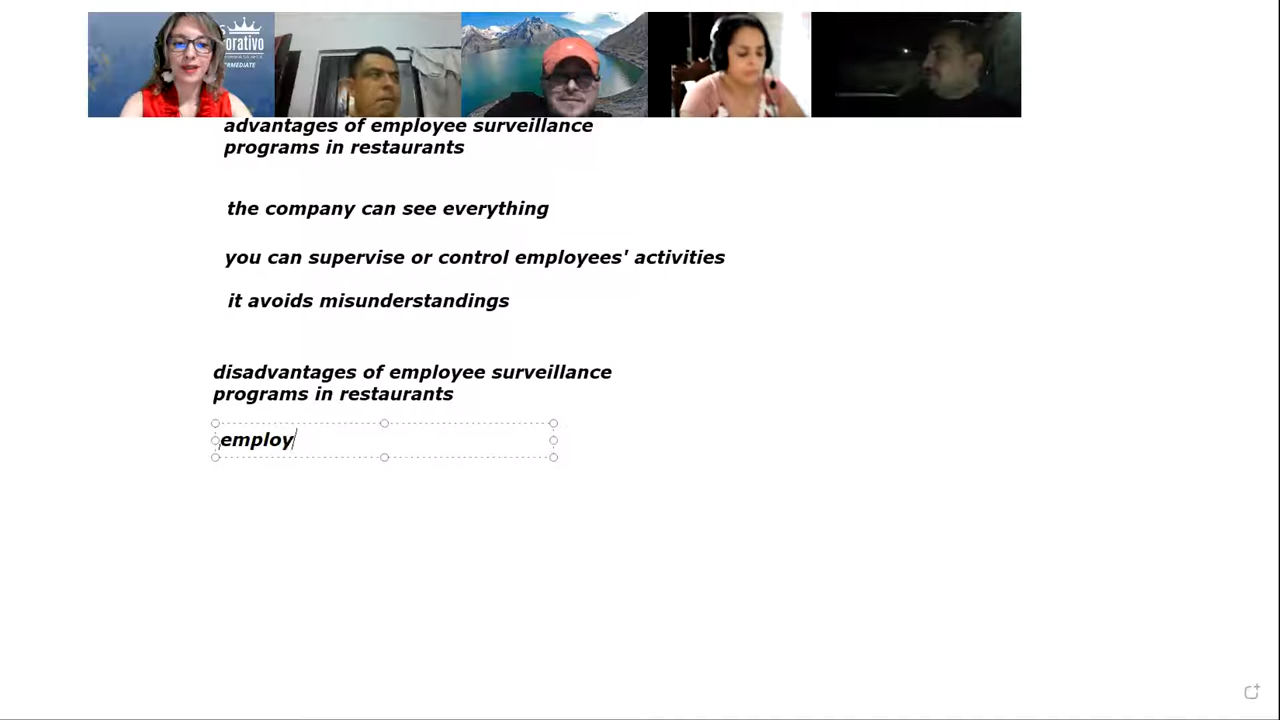 orativo
advantages of employee surveillance
programs in restaurants
the company can see everything
you can supervise or control employees' activities
it avoids misunderstandings
disadvantages of employee surveillance
programs in restaurants
employ